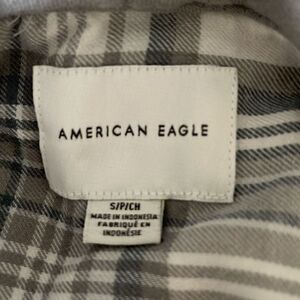 AMERICAN EAGLE
S/P/CH
MADE IN INDONESIA
FABRIQUÉ EN
INDONÉSIE